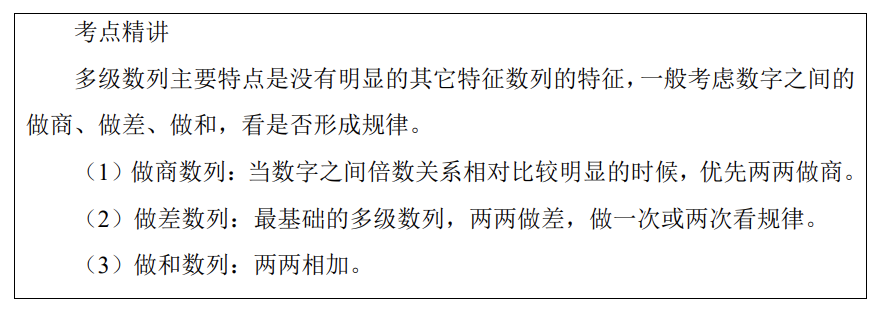 考点精讲
多级数列主要特点是没有明显的其它特征数列的特征，一般考虑数字之间的
做商、做差、做和，看是否形成规律。
（1）做商数列：当数字之间倍数关系相对比较明显的时候，优先两两做商。
（2）做差数列：最基础的多级数列，两两做差，做一次或两次看规律。
（3）做和数列：两两相加。